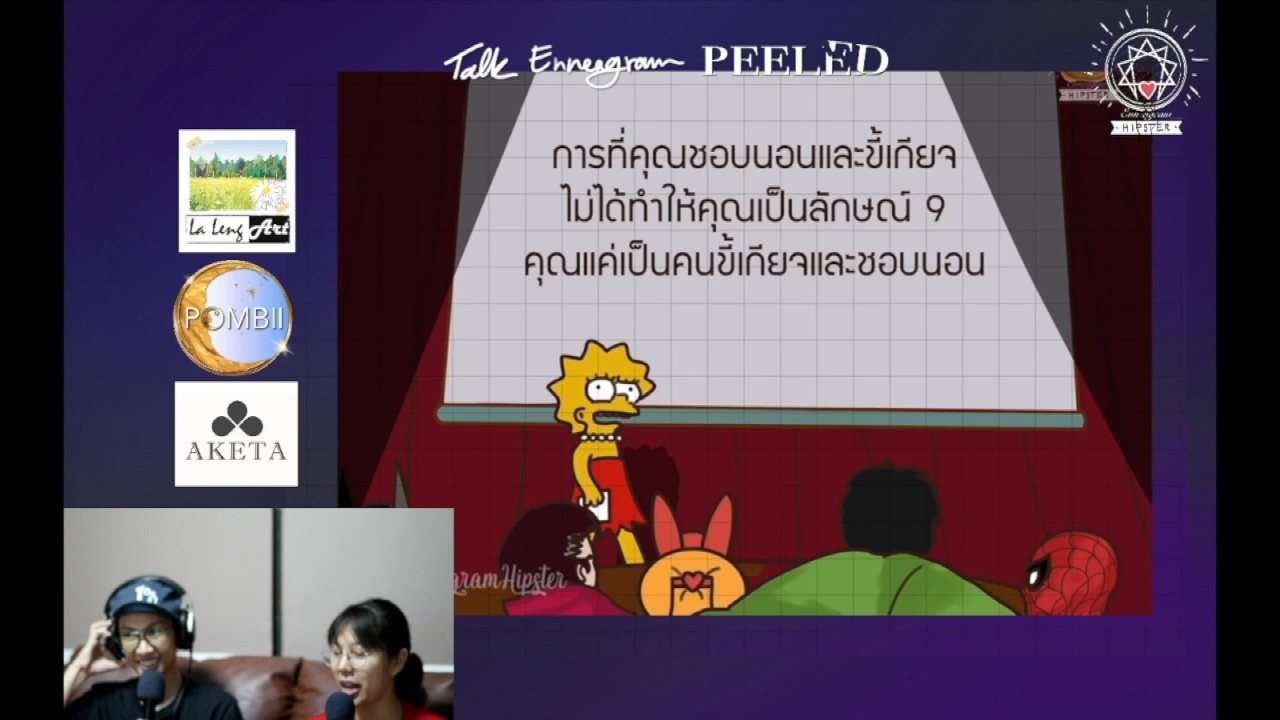 Talk Enneagram PEELED
HIPSTER
Enneagram
HIPSTER
การที่คุณชอบนอนและขี้เกียจ
ไม่ได้ทำให้คุณเป็นลักษณ์ 9
คุณแค่เป็นคนขี้เกียจและชอบนอน
La Leng Art
POMBII
AKETA
gramHipster